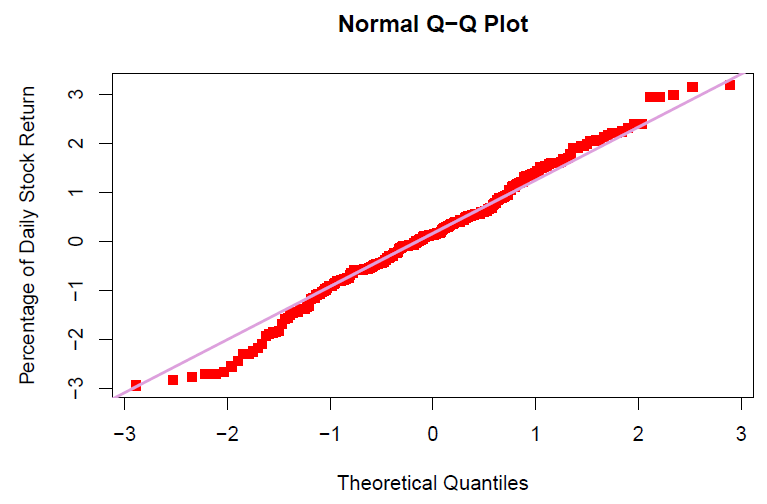 Normal Q−Q Plot
Percentage of Daily Stock Return
3
2
1
0
−1
−2
−3
−3 −2 −1 0 1 2 3
Theoretical Quantiles